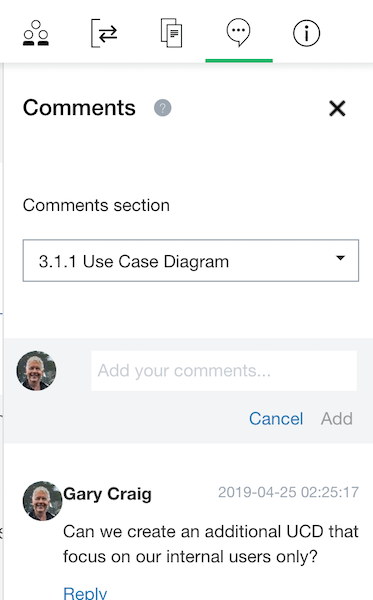 Comments ?
Comments section
3.1.1 Use Case Diagram
Add your comments...
Cancel Add
Gary Craig 2019-04-25 02:25:17
Can we create an additional UCD that
focus on our internal users only?
Reply